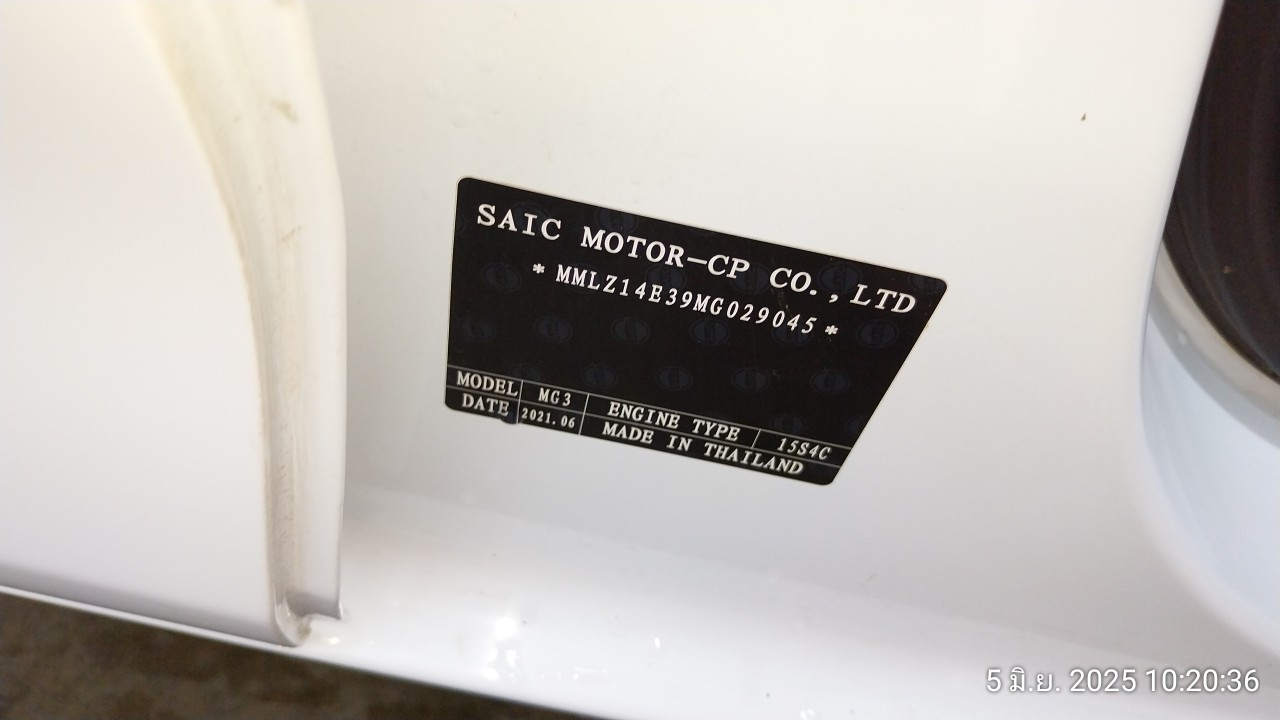 SAIC MOTOR-CP CO.,LTD
* MMLZ14E39MG029045 *
MODEL MG3 ENGINE TYPE 15S4C
DATE 2021.06 MADE IN THAILAND
5 มิ.ย. 2025 10:20:36